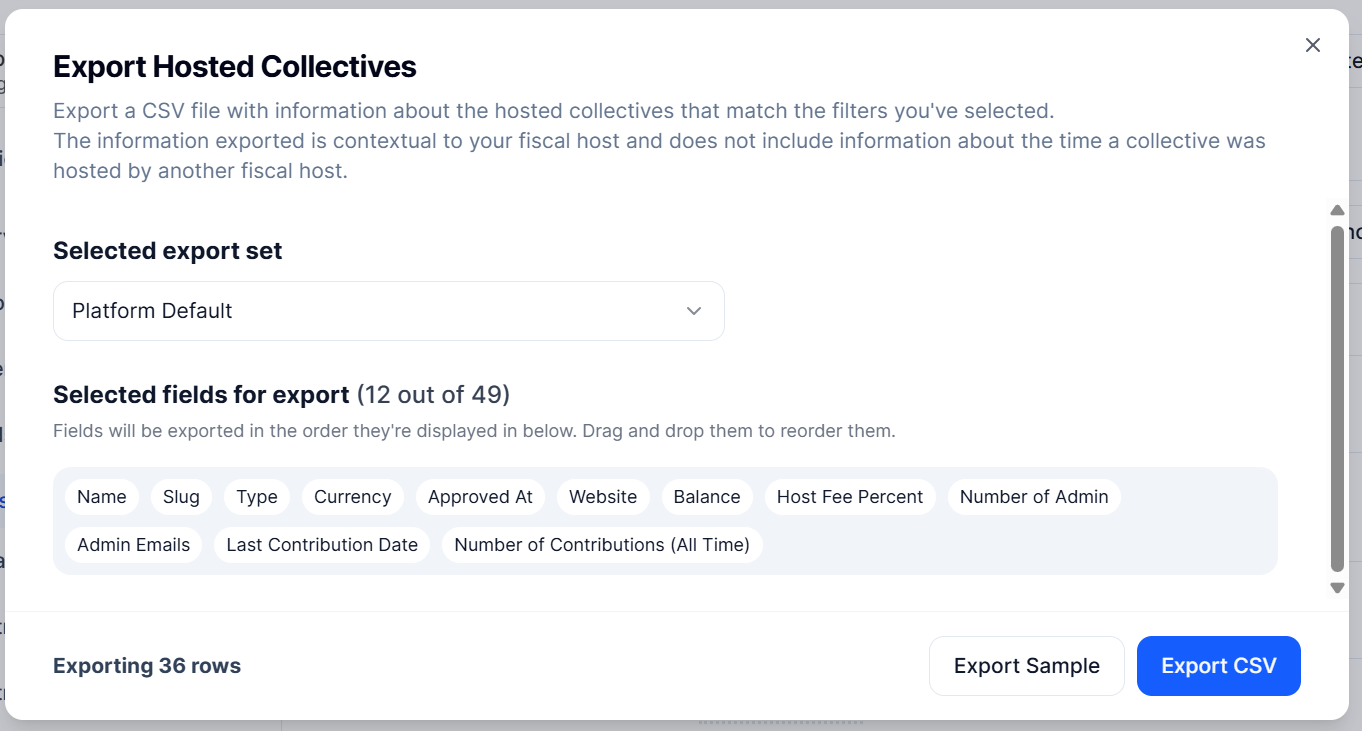 Export Hosted Collectives
Export a CSV file with information about the hosted collectives that match the filters you've selected.
The information exported is contextual to your fiscal host and does not include information about the time a collective was
hosted by another fiscal host.
Selected export set
Platform Default
Selected fields for export (12 out of 49)
Fields will be exported in the order they're displayed in below. Drag and drop them to reorder them.
Name Slug Type Currency Approved At Website Balance Host Fee Percent Number of Admin
Admin Emails Last Contribution Date Number of Contributions (All Time)
Exporting 36 rows Export Sample Export CSV